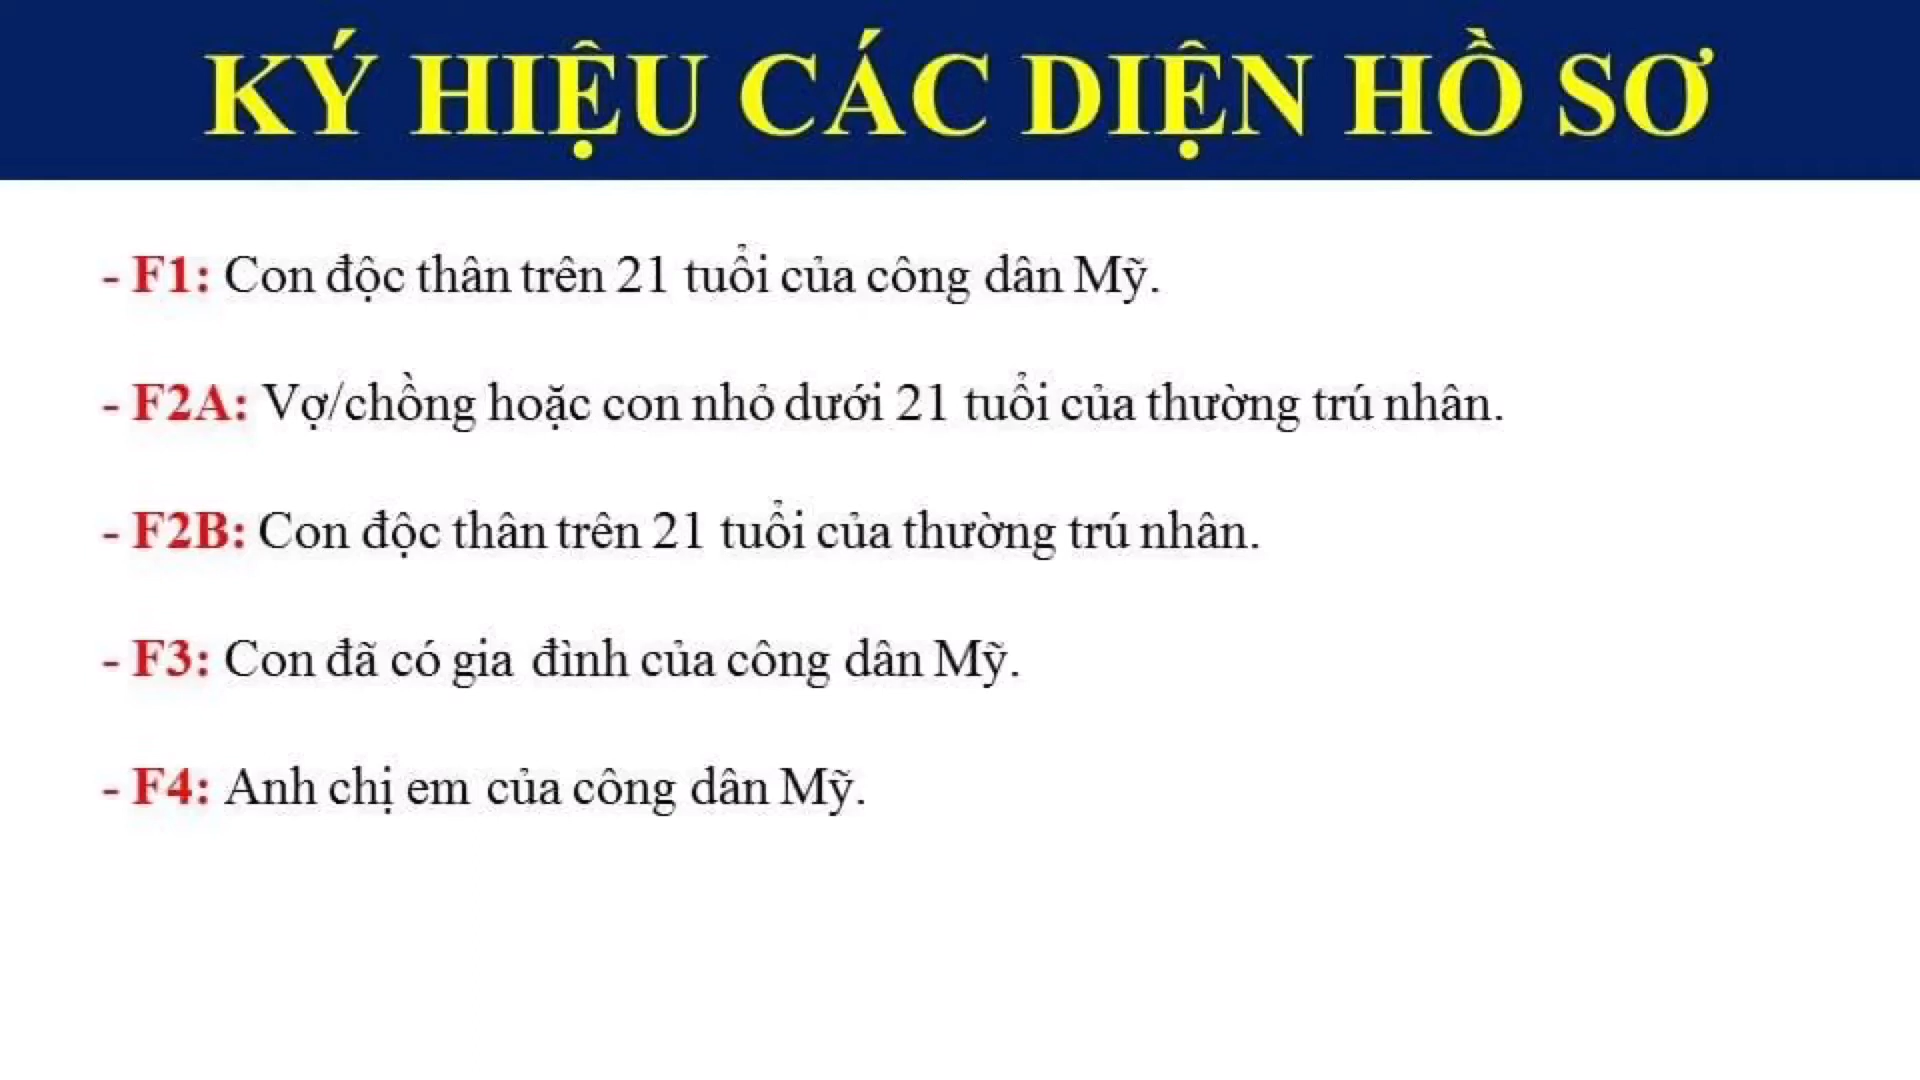 KÝ HIỆU CÁC DIỆN HỒ SƠ
- F1: Con độc thân trên 21 tuổi của công dân Mỹ.
- F2A: Vợ/chồng hoặc con nhỏ dưới 21 tuổi của thường trú nhân.
- F2B: Con độc thân trên 21 tuổi của thường trú nhân.
- F3: Con đã có gia đình của công dân Mỹ.
- F4: Anh chị em của công dân Mỹ.